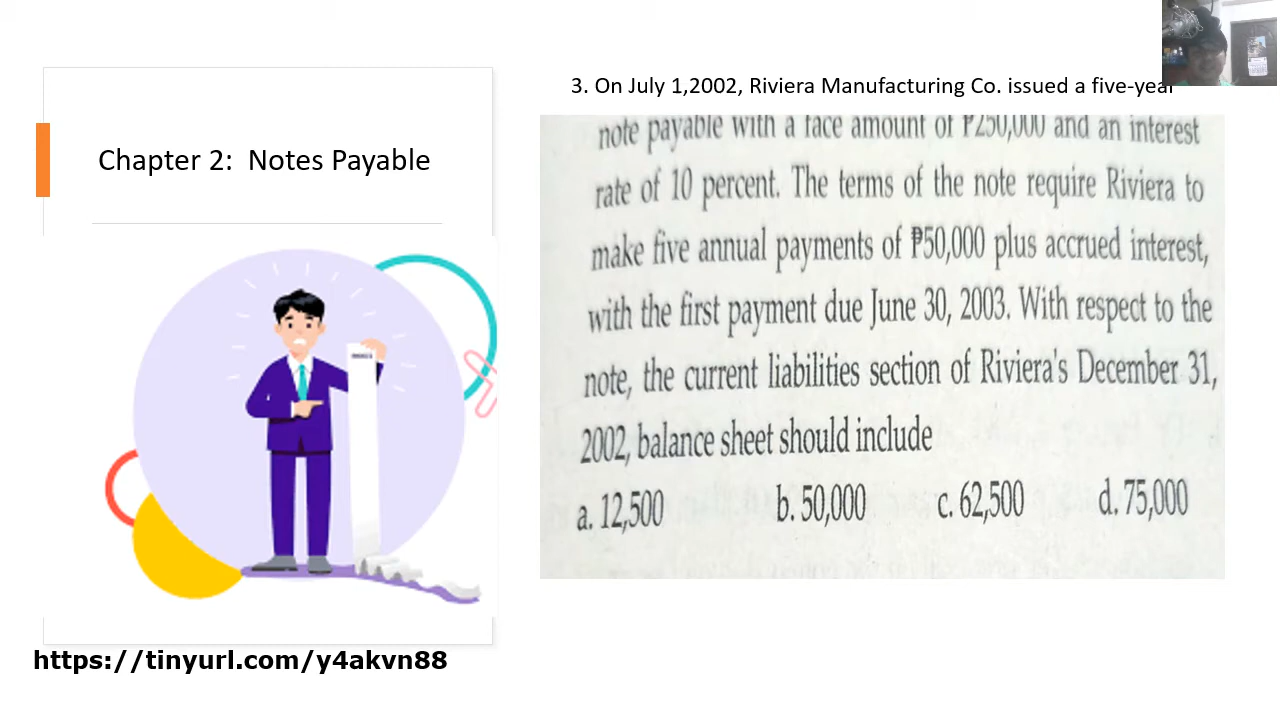 Chapter 2: Notes Payable
3. On July 1,2002, Riviera Manufacturing Co. issued a five-year
note payable with a face amount of ₱250,000 and an interest
rate of 10 percent. The terms of the note require Riviera to
make five annual payments of ₱50,000 plus accrued interest,
with the first payment due June 30, 2003. With respect to the
note, the current liabilities section of Riviera's December 31,
2002, balance sheet should include
a. 12,500 b. 50,000 c. 62,500 d. 75,000
https://tinyurl.com/y4akvn88